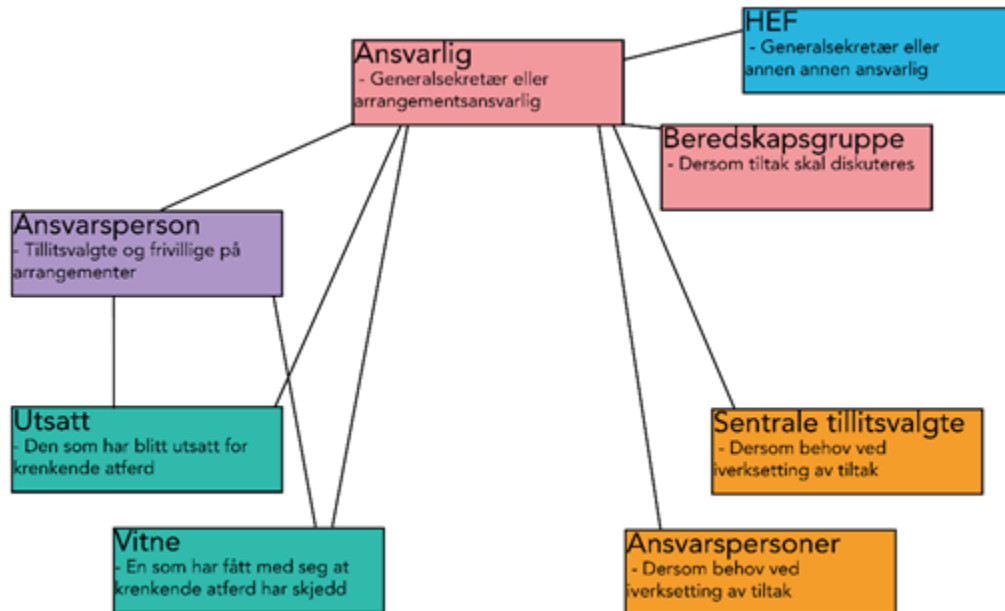 HEF
- Generalsekretær eller
annen annen ansvarlig
Ansvarlig
- Generalsekretær eller
arrangementsansvarlig
Beredskapsgruppe
- Dersom tiltak skal diskuteres
Ansvarsperson
- Tillitsvalgte og frivillige på
arrangementer
Utsatt
- Den som har blitt utsatt for
krenkende atferd
Sentrale tillitsvalgte
- Dersom behov ved
iverksetting av tiltak
Vitne
- En som har fått med seg at
krenkende atferd har skjedd
Ansvarspersoner
- Dersom behov ved
iverksetting av tiltak